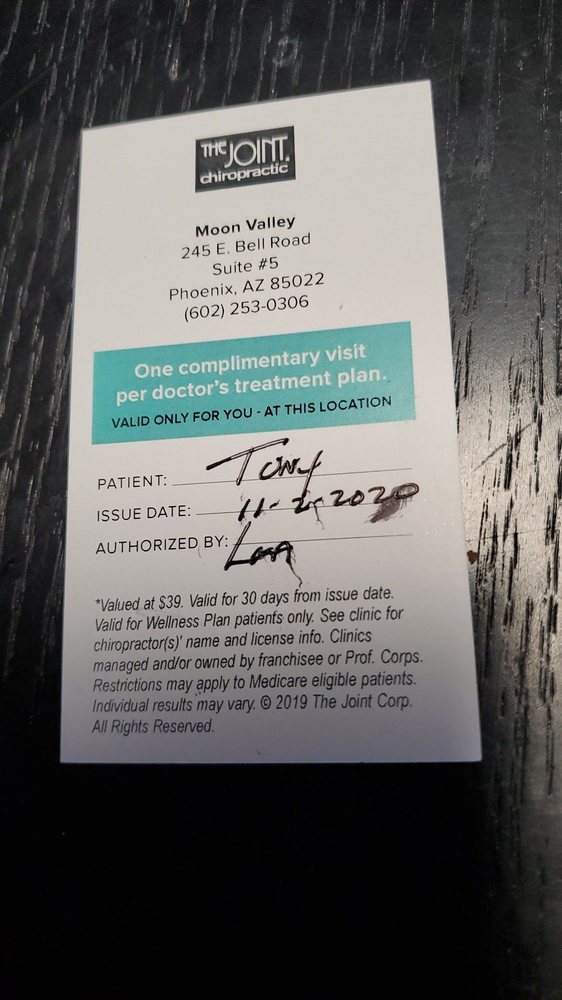 THE JOINT.
chiropractic
Moon Valley
245 E. Bell Road
Suite #5
Phoenix, AZ 85022
(602) 253-0306
One complimentary visit
per doctor's treatment plan.
VALID ONLY FOR YOU - AT THIS LOCATION
PATIENT: Tony
ISSUE DATE: 11-2-2020
AUTHORIZED BY:
*Valued at $39. Valid for 30 days from issue date.
Valid for Wellness Plan patients only. See clinic for
chiropractor(s)' name and license info. Clinics
managed and/or owned by franchisee or Prof. Corps.
Restrictions may apply to Medicare eligible patients.
Individual results may vary. © 2019 The Joint Corp.
All Rights Reserved.